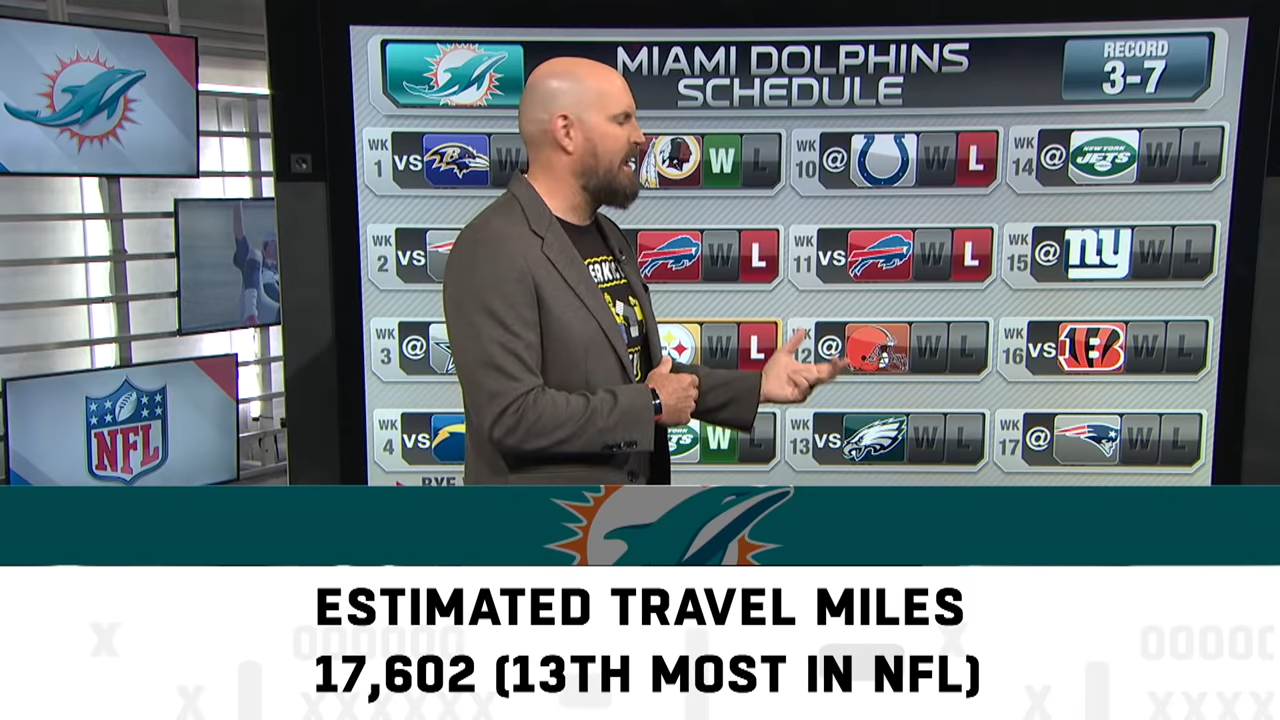 MIAMI DOLPHINS
SCHEDULE
RECORD
3-7
WK
1
VS
W
W
L
WK
10
@
W
L
WK
14
@
NEW YORK
JETS
W
L
WK
2
VS
W
L
WK
11
VS
W
L
WK
15
@
ny
W
L
WK
3
@
W
L
WK
12
@
W
L
WK
16
VS
W
L
WK
4
VS
W
L
WK
13
VS
W
L
WK
17
@
W
L
NFL
BYE
ESTIMATED TRAVEL MILES
17,602 (13TH MOST IN NFL)